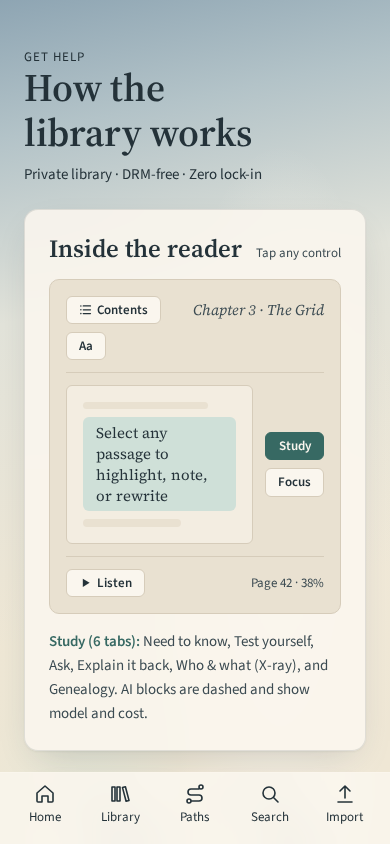 GET HELP
How the
library works
Private library · DRM-free · Zero lock-in
Inside the reader
Tap any control
Contents
Chapter 3 · The Grid
Aa
Select any
passage to
highlight, note,
or rewrite
Study
Focus
Listen
Page 42 · 38%
Study (6 tabs): Need to know, Test yourself,
Ask, Explain it back, Who & what (X-ray), and
Genealogy. AI blocks are dashed and show
model and cost.
Home
Library
Paths
Search
Import